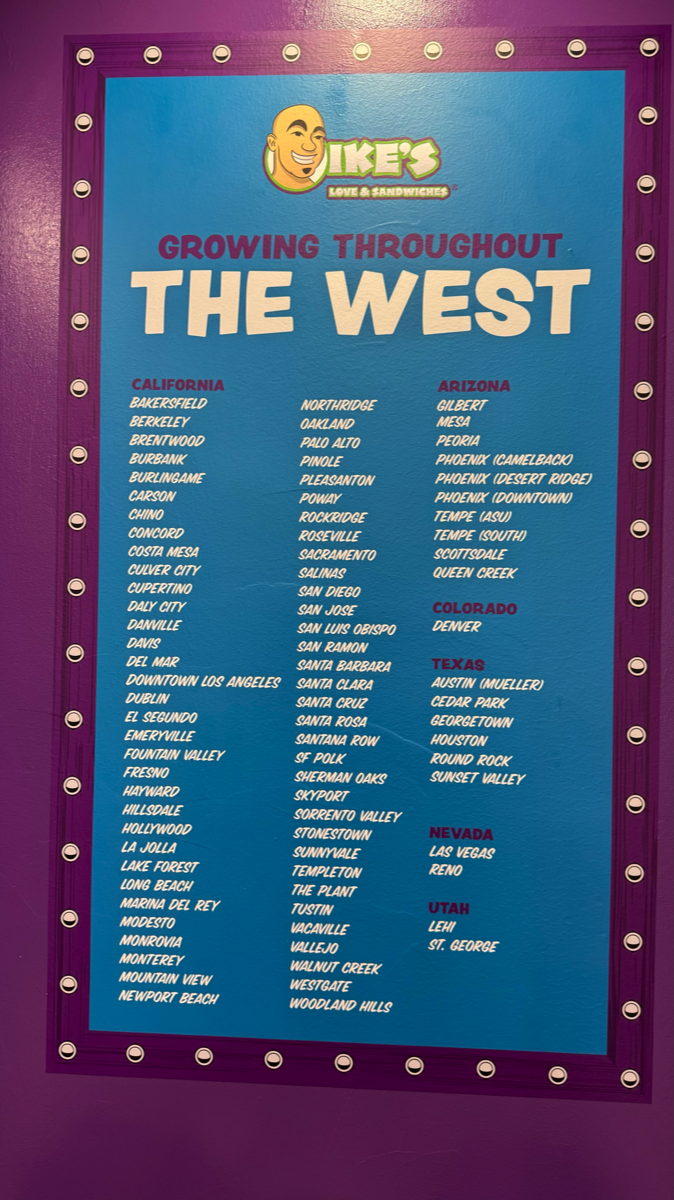 IKE'S
LOVE & SANDWICHES®
GROWING THROUGHOUT
THE WEST
CALIFORNIA
BAKERSFIELD
BERKELEY
BRENTWOOD
BURBANK
BURLINGAME
CARSON
CHINO
CONCORD
COSTA MESA
CULVER CITY
CUPERTINO
DALY CITY
DANVILLE
DAVIS
DEL MAR
DOWNTOWN LOS ANGELES
DUBLIN
EL SEGUNDO
EMERYVILLE
FOUNTAIN VALLEY
FRESNO
HAYWARD
HILLSDALE
HOLLYWOOD
LA JOLLA
LAKE FOREST
LONG BEACH
MARINA DEL REY
MODESTO
MONROVIA
MONTEREY
MOUNTAIN VIEW
NEWPORT BEACH
NORTHRIDGE
OAKLAND
PALO ALTO
PINOLE
PLEASANTON
POWAY
ROCKRIDGE
ROSEVILLE
SACRAMENTO
SALINAS
SAN DIEGO
SAN JOSE
SAN LUIS OBISPO
SAN RAMON
SANTA BARBARA
SANTA CLARA
SANTA CRUZ
SANTA ROSA
SANTANA ROW
SF POLK
SHERMAN OAKS
SKYPORT
SORRENTO VALLEY
STONESTOWN
SUNNYVALE
TEMPLETON
THE PLANT
TUSTIN
VACAVILLE
VALLEJO
WALNUT CREEK
WESTGATE
WOODLAND HILLS
ARIZONA
GILBERT
MESA
PEORIA
PHOENIX (CAMELBACK)
PHOENIX (DESERT RIDGE)
PHOENIX (DOWNTOWN)
TEMPE (ASU)
TEMPE (SOUTH)
SCOTTSDALE
QUEEN CREEK
COLORADO
DENVER
TEXAS
AUSTIN (MUELLER)
CEDAR PARK
GEORGETOWN
HOUSTON
ROUND ROCK
SUNSET VALLEY
NEVADA
LAS VEGAS
RENO
UTAH
LEHI
ST. GEORGE